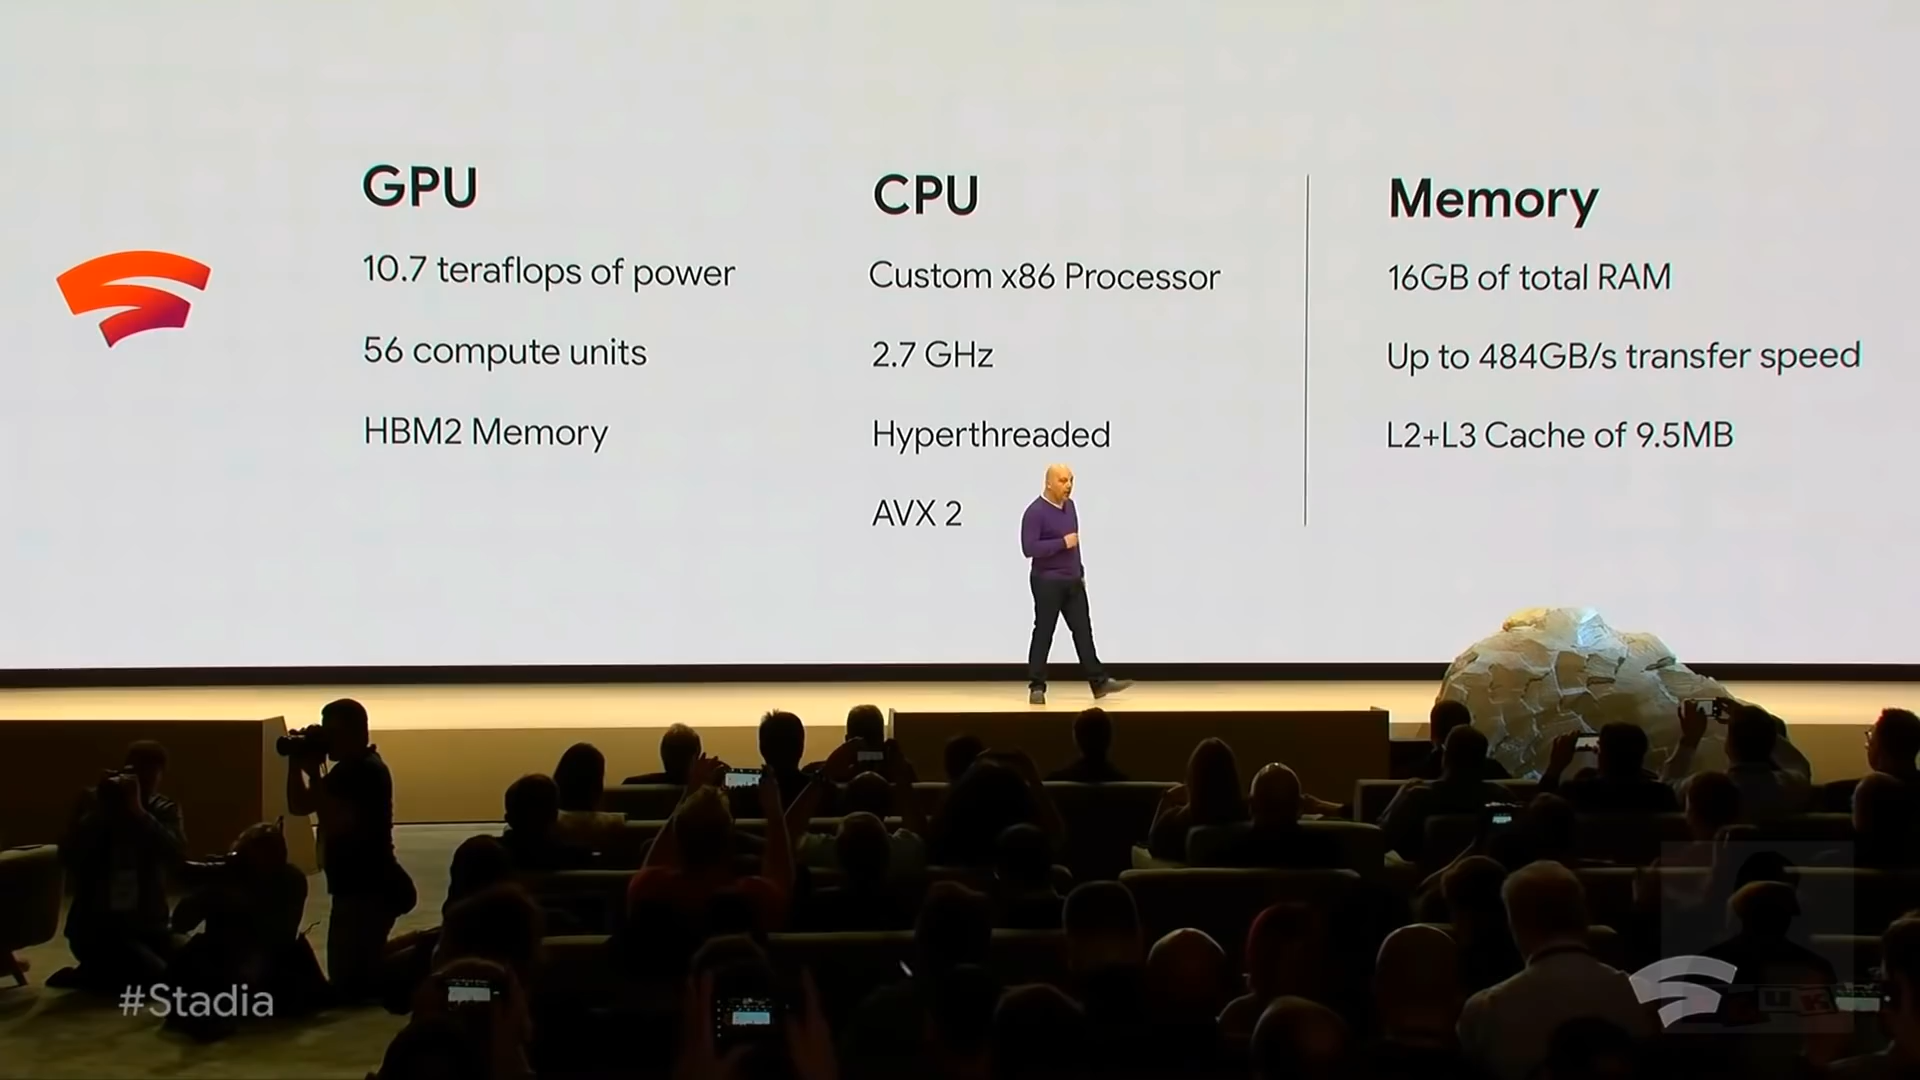 GPU
10.7 teraflops of power
56 compute units
HBM2 Memory
CPU
Custom x86 Processor
2.7 GHz
Hyperthreaded
AVX 2
Memory
16GB of total RAM
Up to 484GB/s transfer speed
L2+L3 Cache of 9.5MB
#Stadia